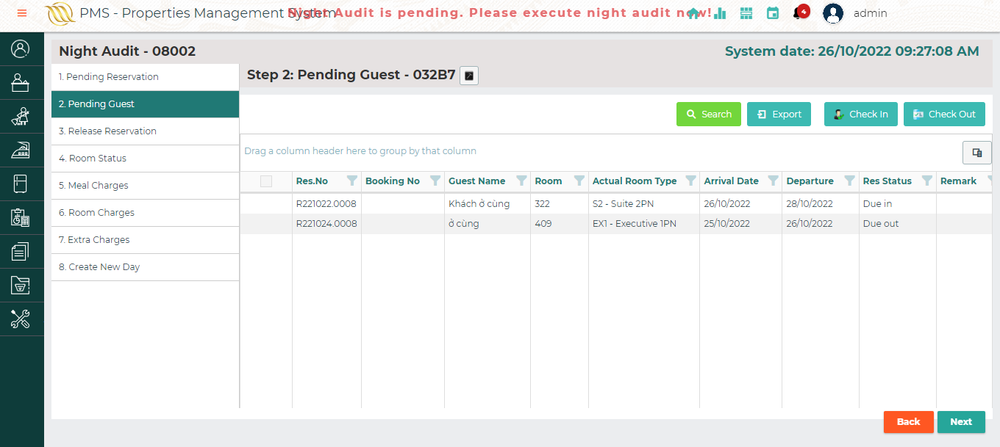 PMS - Properties Management System
Night Audit is pending. Please execute night audit now!
4
admin
Night Audit - 08002
System date: 26/10/2022 09:27:08 AM
1. Pending Reservation
2. Pending Guest
3. Release Reservation
4. Room Status
5. Meal Charges
6. Room Charges
7. Extra Charges
8. Create New Day
Step 2: Pending Guest - 032B7
Search Export Check In Check Out
Drag a column header here to group by that column
Res.No Booking No Guest Name Room Actual Room Type Arrival Date Departure Res Status Remark
R221022.0008 Khách ở cùng 322 S2 - Suite 2PN 26/10/2022 28/10/2022 Due in
R221024.0008 ở cùng 409 EX1 - Executive 1PN 25/10/2022 26/10/2022 Due out
Back Next